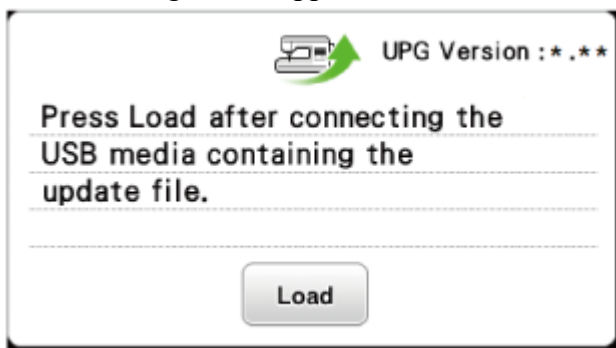 UPG Version :*.**
Press Load after connecting the
USB media containing the
update file.
Load